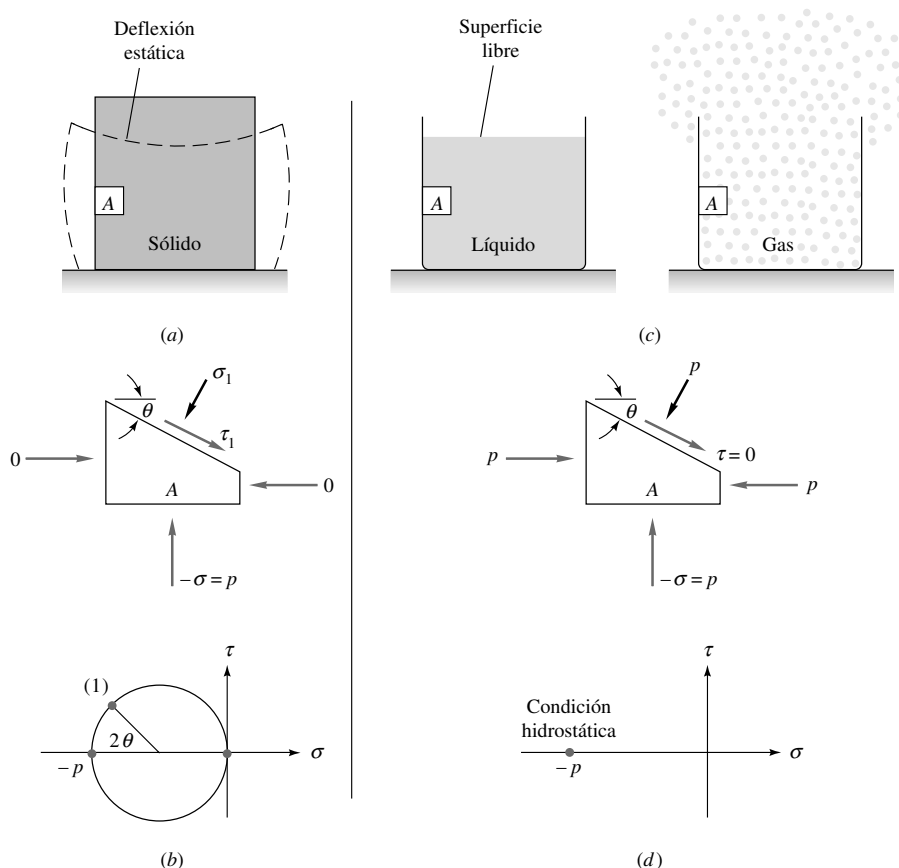 Deflexión
estática
A
Sólido
(a)
Superficie
libre
A
Líquido
A
Gas
(c)
σ₁
θ
τ₁
0
0
A
−σ = p
p
θ
τ = 0
p
p
A
−σ = p
τ
(1)
2θ
σ
−p
(b)
τ
Condición
hidrostática
σ
−p
(d)